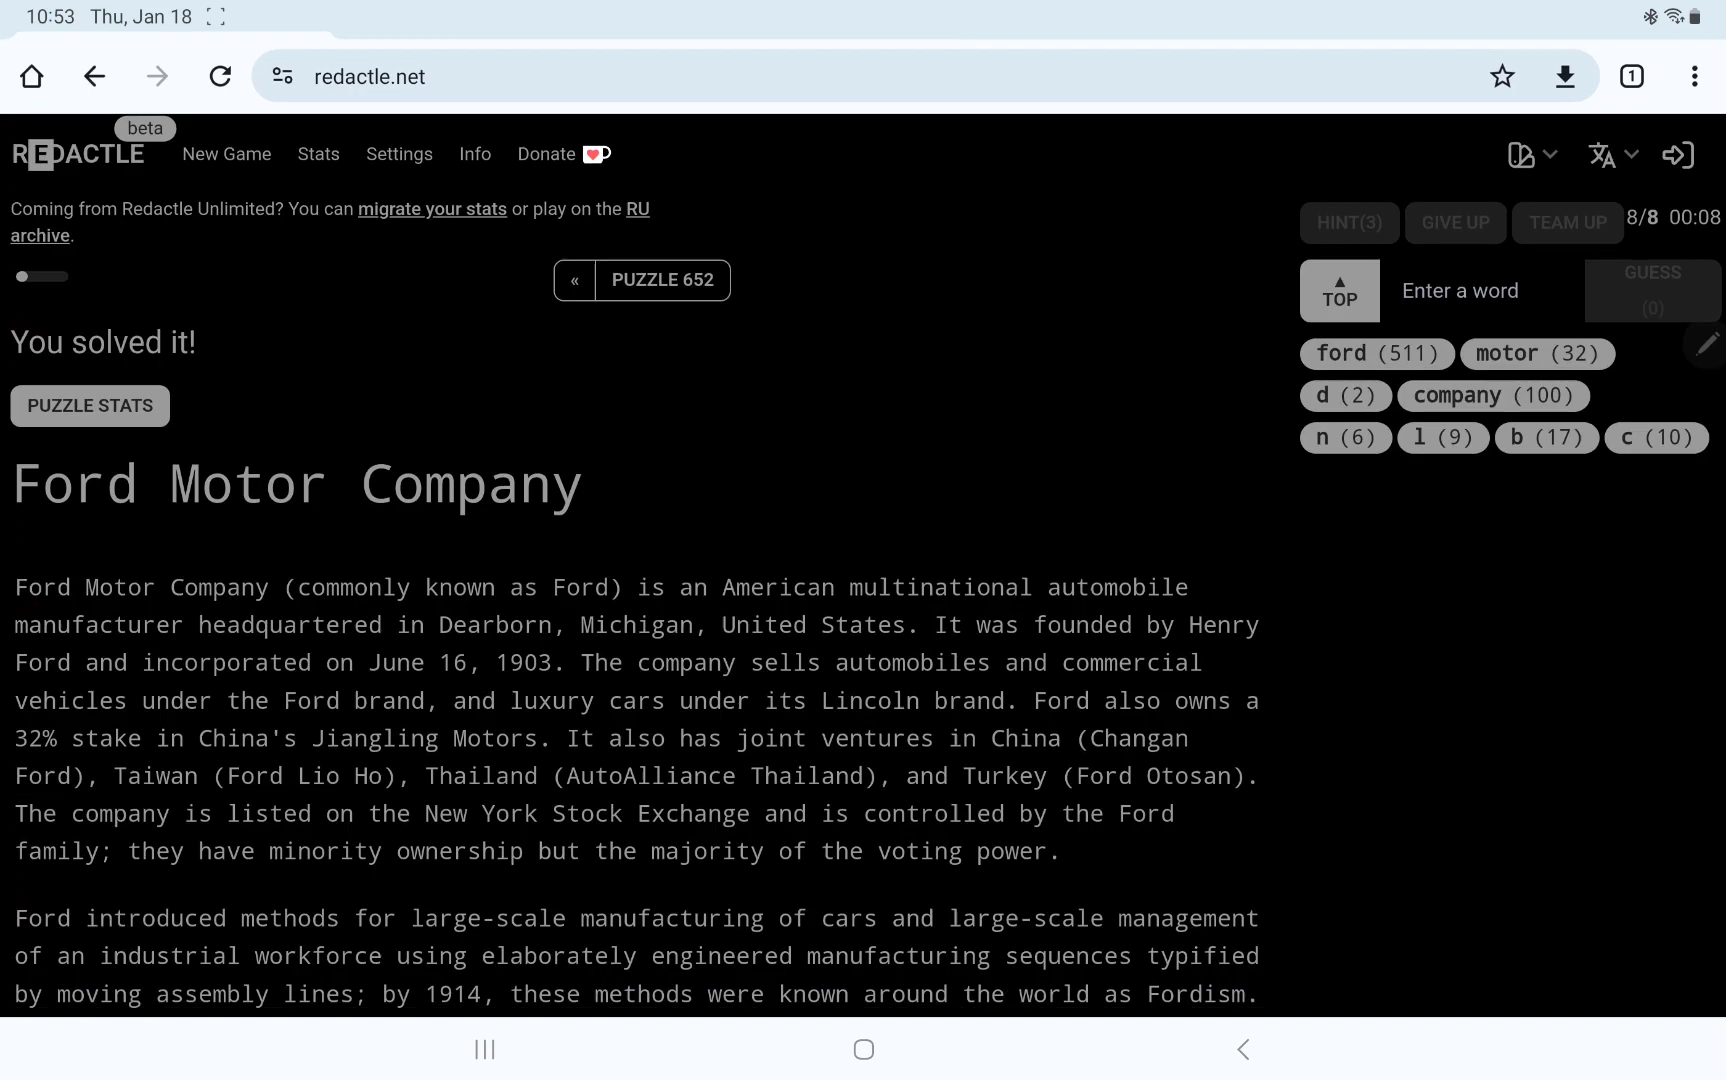 10:53 Thu, Jan 18
redactle.net
1
beta
REDACTLE New Game Stats Settings Info Donate
Coming from Redactle Unlimited? You can migrate your stats or play on the RU
archive.
« PUZZLE 652
You solved it!
PUZZLE STATS
HINT(3) GIVE UP TEAM UP 8/8 00:08
▲
TOP
Enter a word
GUESS
(0)
ford (511) motor (32)
d (2) company (100)
n (6) l (9) b (17) c (10)
Ford Motor Company
Ford Motor Company (commonly known as Ford) is an American multinational automobile
manufacturer headquartered in Dearborn, Michigan, United States. It was founded by Henry
Ford and incorporated on June 16, 1903. The company sells automobiles and commercial
vehicles under the Ford brand, and luxury cars under its Lincoln brand. Ford also owns a
32% stake in China's Jiangling Motors. It also has joint ventures in China (Changan
Ford), Taiwan (Ford Lio Ho), Thailand (AutoAlliance Thailand), and Turkey (Ford Otosan).
The company is listed on the New York Stock Exchange and is controlled by the Ford
family; they have minority ownership but the majority of the voting power.
Ford introduced methods for large-scale manufacturing of cars and large-scale management
of an industrial workforce using elaborately engineered manufacturing sequences typified
by moving assembly lines; by 1914, these methods were known around the world as Fordism.